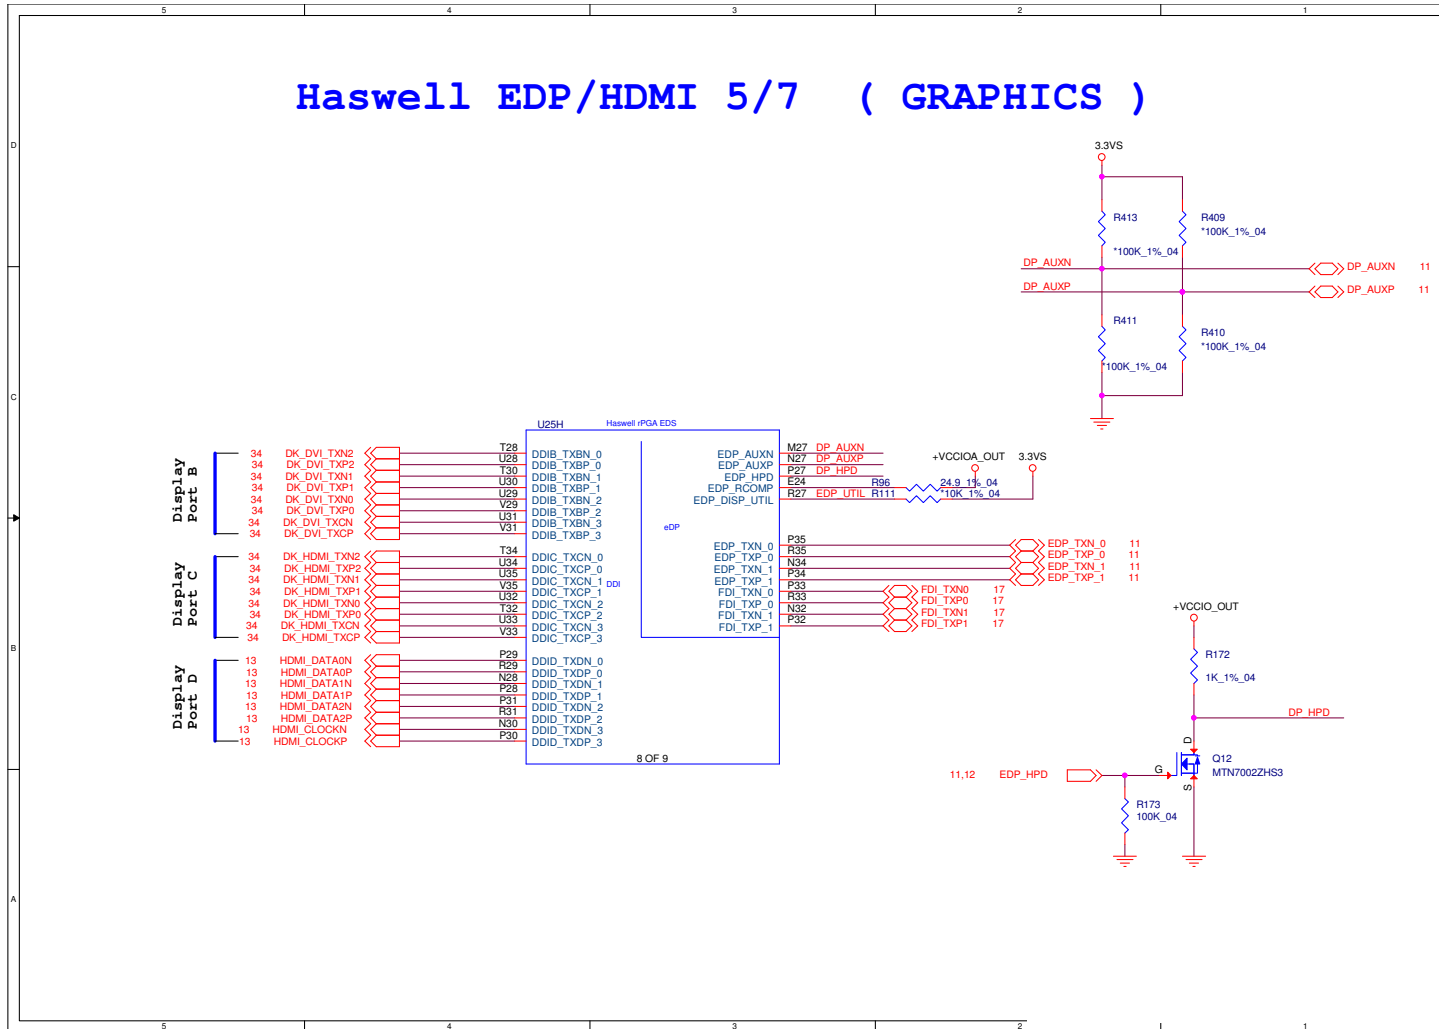 5 4 3 2 1
Haswell EDP/HDMI 5/7 ( GRAPHICS )
D
3.3VS
R413
*100K_1%_04
R409
*100K_1%_04
DP_AUXN
DP_AUXN 11
DP_AUXP
DP_AUXP 11
R411
*100K_1%_04
R410
*100K_1%_04
C
U25H Haswell rPGA EDS
Display Port B
34 DK_DVI_TXN2 T28 DDIB_TXBN_0
34 DK_DVI_TXP2 U28 DDIB_TXBP_0
34 DK_DVI_TXN1 T30 DDIB_TXBN_1
34 DK_DVI_TXP1 U30 DDIB_TXBP_1
34 DK_DVI_TXN0 U29 DDIB_TXBN_2
34 DK_DVI_TXP0 V29 DDIB_TXBP_2
34 DK_DVI_TXCN U31 DDIB_TXBN_3
34 DK_DVI_TXCP V31 DDIB_TXBP_3
Display Port C
34 DK_HDMI_TXN2 T34 DDIC_TXCN_0
34 DK_HDMI_TXP2 U34 DDIC_TXCP_0
34 DK_HDMI_TXN1 U35 DDIC_TXCN_1
34 DK_HDMI_TXP1 V35 DDIC_TXCP_1
34 DK_HDMI_TXN0 U32 DDIC_TXCN_2
34 DK_HDMI_TXP0 T32 DDIC_TXCP_2
34 DK_HDMI_TXCN U33 DDIC_TXCN_3
34 DK_HDMI_TXCP V33 DDIC_TXCP_3
DDI
Display Port D
13 HDMI_DATA0N P29 DDID_TXDN_0
13 HDMI_DATA0P R29 DDID_TXDP_0
13 HDMI_DATA1N N28 DDID_TXDN_1
13 HDMI_DATA1P P28 DDID_TXDP_1
13 HDMI_DATA2N P31 DDID_TXDN_2
13 HDMI_DATA2P R31 DDID_TXDP_2
13 HDMI_CLOCKN N30 DDID_TXDN_3
13 HDMI_CLOCKP P30 DDID_TXDP_3
8 OF 9
EDP_AUXN M27 DP_AUXN
EDP_AUXP N27 DP_AUXP
EDP_HPD P27 DP_HPD
EDP_RCOMP E24 R96 24.9_1%_04
EDP_DISP_UTIL R27 EDP_UTIL R111 *10K_1%_04
+VCCIOA_OUT 3.3VS
eDP
EDP_TXN_0 P35 EDP_TXN_0 11
EDP_TXP_0 R35 EDP_TXP_0 11
EDP_TXN_1 N34 EDP_TXN_1 11
EDP_TXP_1 P34 EDP_TXP_1 11
FDI_TXN_0 P33 FDI_TXN0 17
FDI_TXP_0 R33 FDI_TXP0 17
FDI_TXN_1 N32 FDI_TXN1 17
FDI_TXP_1 P32 FDI_TXP1 17
B
+VCCIO_OUT
R172
1K_1%_04
DP_HPD
D
Q12
MTN7002ZHS3
G
S
11,12 EDP_HPD
R173
100K_04
A
5 4 3 2 1